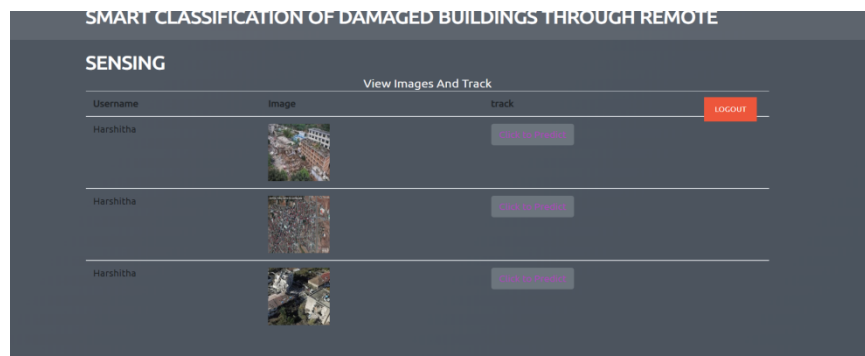 SMART CLASSIFICATION OF DAMAGED BUILDINGS THROUGH REMOTE
SENSING
View Images And Track
Username Image track
LOGOUT
Harshitha
Harshitha
Harshitha